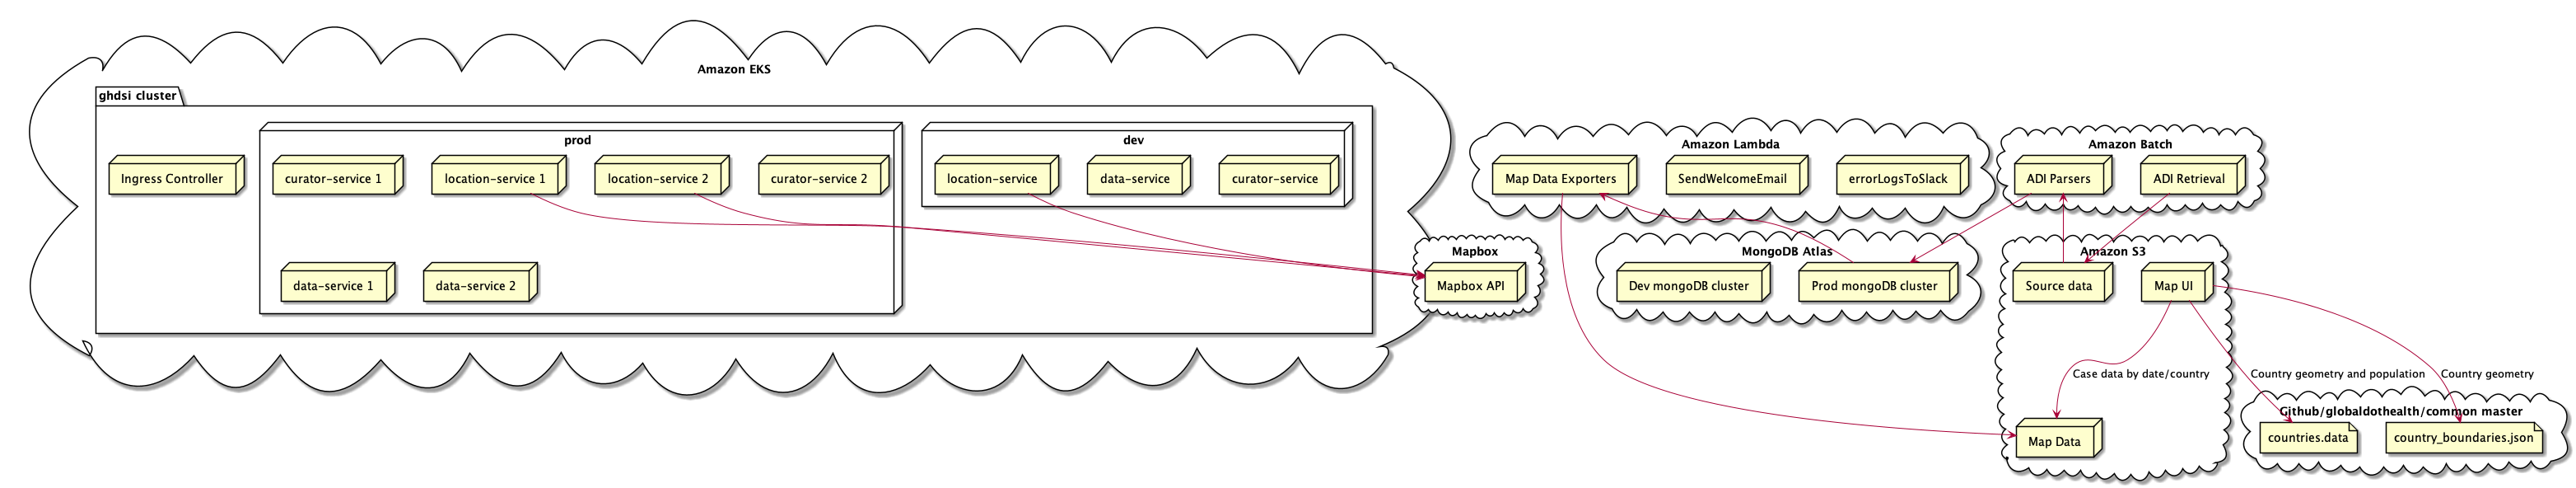 Amazon EKS
ghdsi cluster
prod
Ingress Controller
curator-service 1
location-service 1
location-service 2
curator-service 2
data-service 1
data-service 2
dev
location-service
data-service
curator-service
Mapbox
Mapbox API
Amazon Lambda
Map Data Exporters
SendWelcomeEmail
errorLogsToSlack
MongoDB Atlas
Dev mongoDB cluster
Prod mongoDB cluster
Amazon Batch
ADI Parsers
ADI Retrieval
Amazon S3
Source data
Map UI
Case data by date/country
Map Data
Country geometry and population
Country geometry
Github/globaldothealth/common master
countries.data
country_boundaries.json